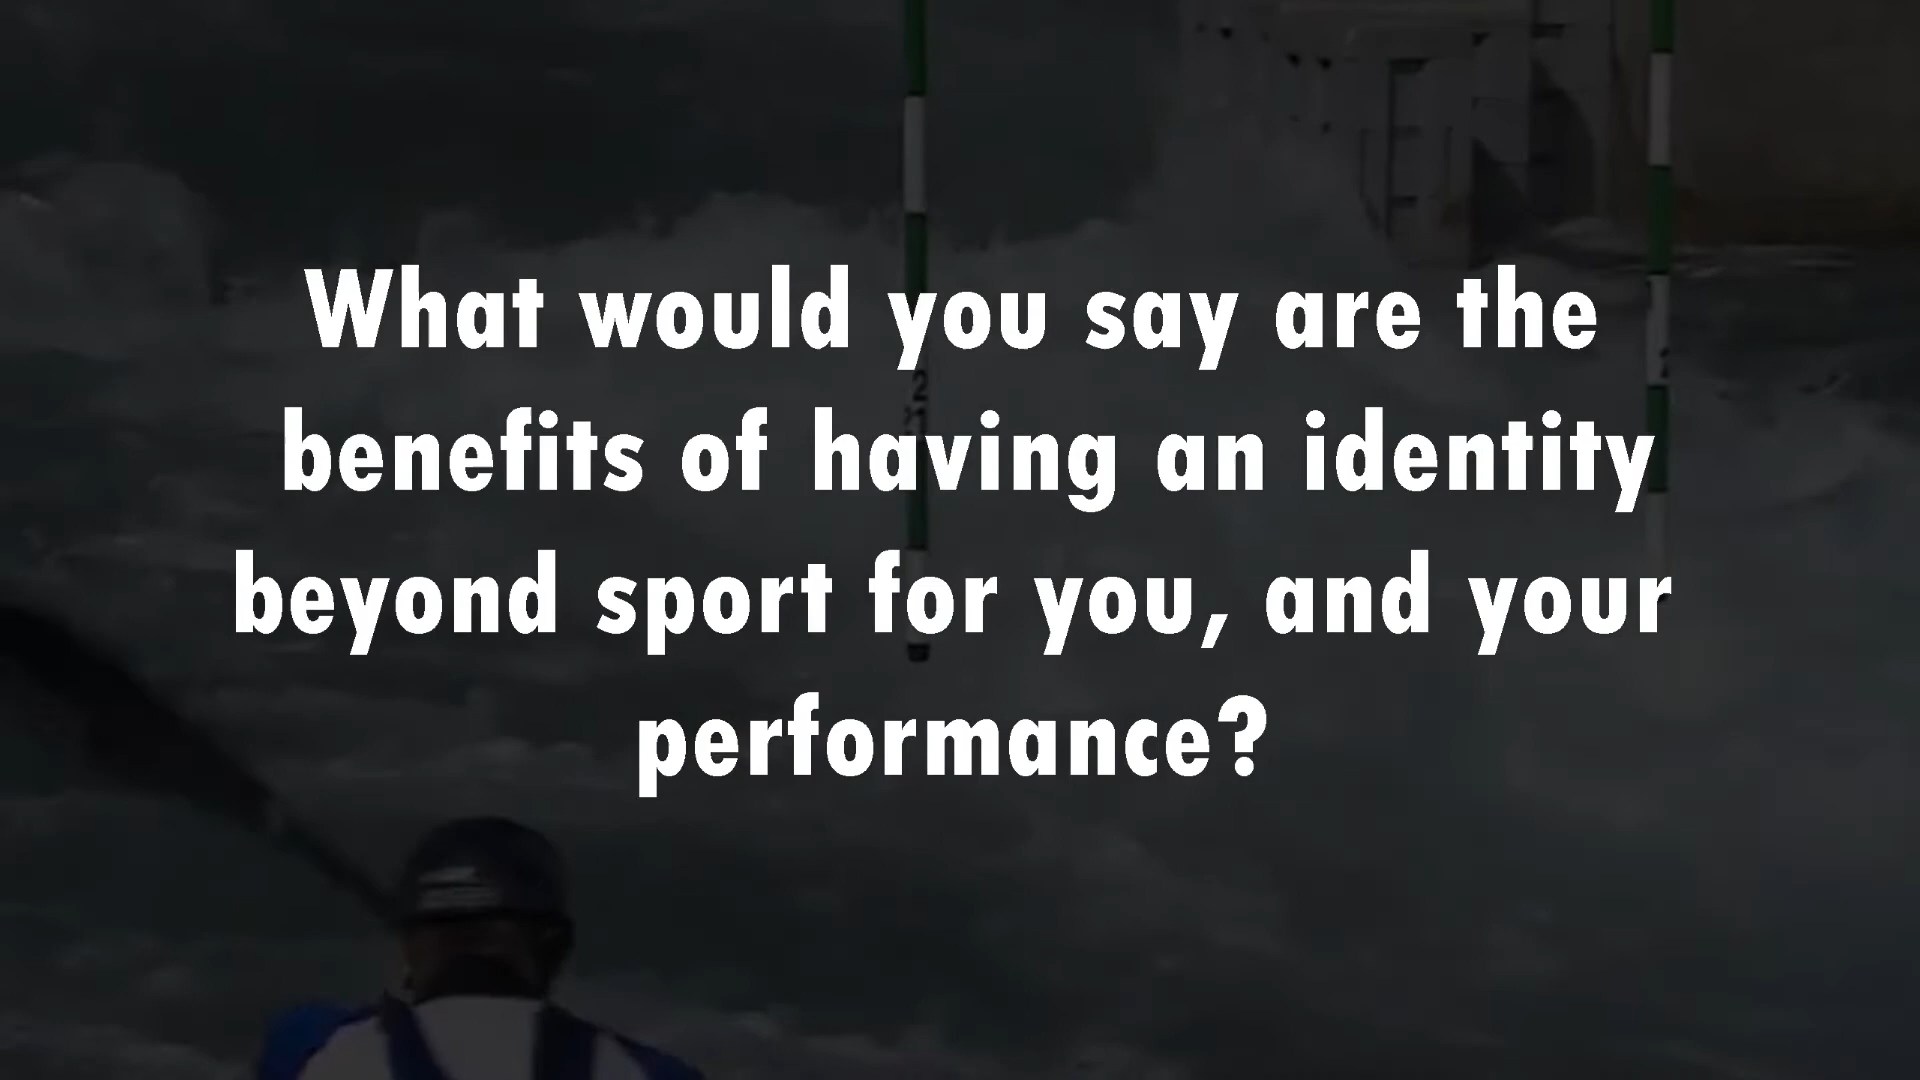 What would you say are the
benefits of having an identity
beyond sport for you, and your
performance?